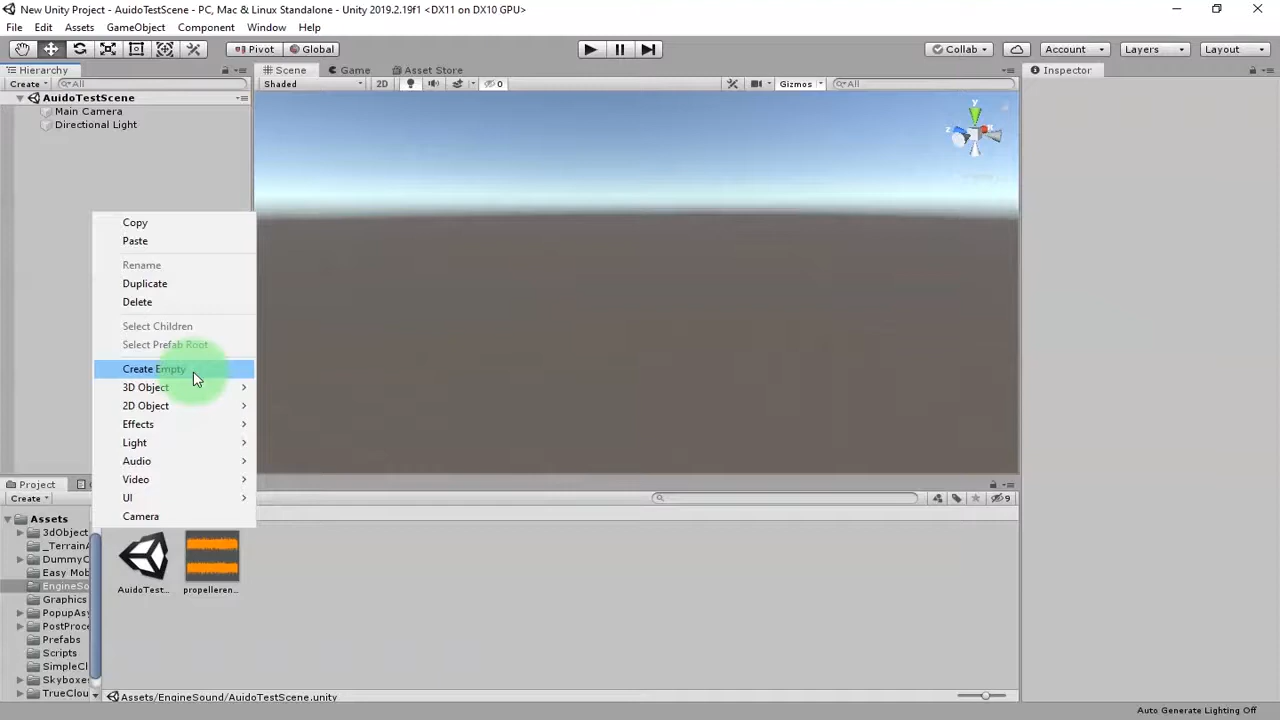 New Unity Project - AuidoTestScene - PC, Mac & Linux Standalone - Unity 2019.2.19f1 <DX11 on DX10 GPU>
File Edit Assets GameObject Component Window Help
Pivot Global Collab Account Layers Layout
Hierarchy Scene Game Asset Store Inspector
Create All Shaded 2D 0 Gizmos All
AuidoTestScene
Main Camera
Directional Light
Copy
Paste
Rename
Duplicate
Delete
Select Children
Select Prefab Root
Create Empty
3D Object
2D Object
Effects
Light
Audio
Video
UI
Camera
Project
Create 9
Assets
3dObject
_TerrainA
DummyC
Easy Mob
EngineSo
Graphics
PopupAsy
PostProce
Prefabs
Scripts
SimpleCl
Skyboxes
TrueClou
AuidoTest...
propelleren...
Assets/EngineSound/AuidoTestScene.unity
Auto Generate Lighting Off